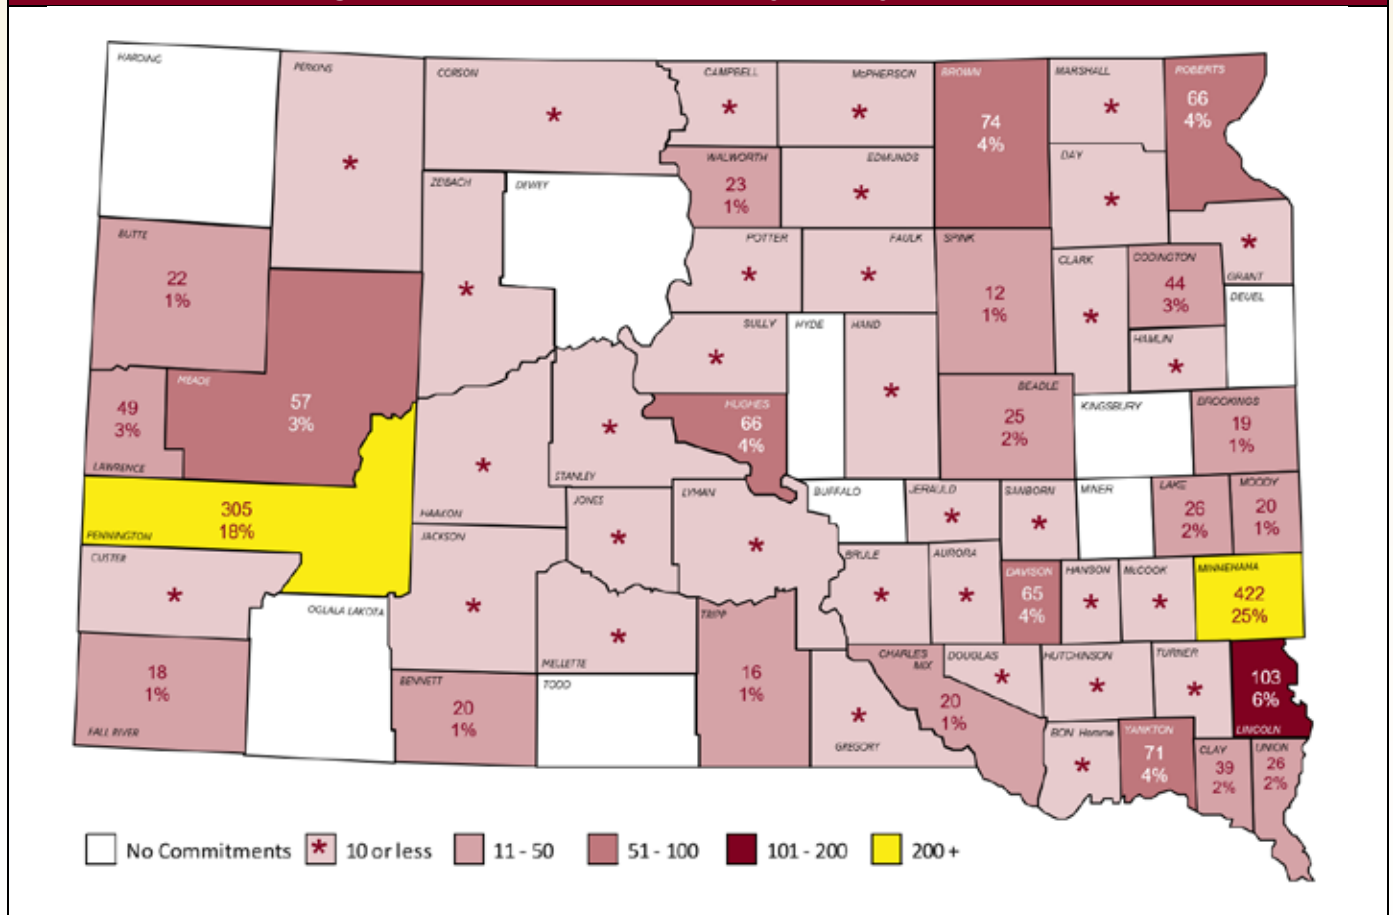 HARDING
PERKINS
*
CORSON
*
CAMPBELL
*
McPHERSON
*
BROWN
74
4%
MARSHALL
*
ROBERTS
66
4%
WALWORTH
23
1%
EDMUNDS
*
DAY
*
ZEIBACH
*
DEWEY
BUTTE
22
1%
POTTER
*
FAULK
*
SPINK
12
1%
CLARK
*
CODINGTON
44
3%
*
GRANT
DEUEL
HAMLIN
*
SULLY
*
HYDE
HAND
*
MEADE
57
3%
49
3%
LAWRENCE
HUGHES
66
4%
BEADLE
25
2%
KINGSBURY
BROOKINGS
19
1%
*
STANLEY
*
HAAKON
305
18%
PENNINGTON
JONES
*
LYMAN
*
BUFFALO
JERAULD
*
SANBORN
*
MINER
LAKE
26
2%
MOODY
20
1%
CUSTER
*
JACKSON
*
BRULE
*
AURORA
*
DAVISON
65
4%
HANSON
*
McCOOK
*
MINNEHAHA
422
25%
OGLALA LAKOTA
*
MELLETTE
TRIPP
16
1%
18
1%
FALL RIVER
BENNETT
20
1%
TODD
*
GREGORY
CHARLES
MIX
20
1%
DOUGLAS
*
HUTCHINSON
*
TURNER
*
103
6%
LINCOLN
BON Homme
*
YANKTON
71
4%
CLAY
39
2%
UNION
26
2%
No Commitments
* 10 or less
11 - 50
51 - 100
101 - 200
200 +